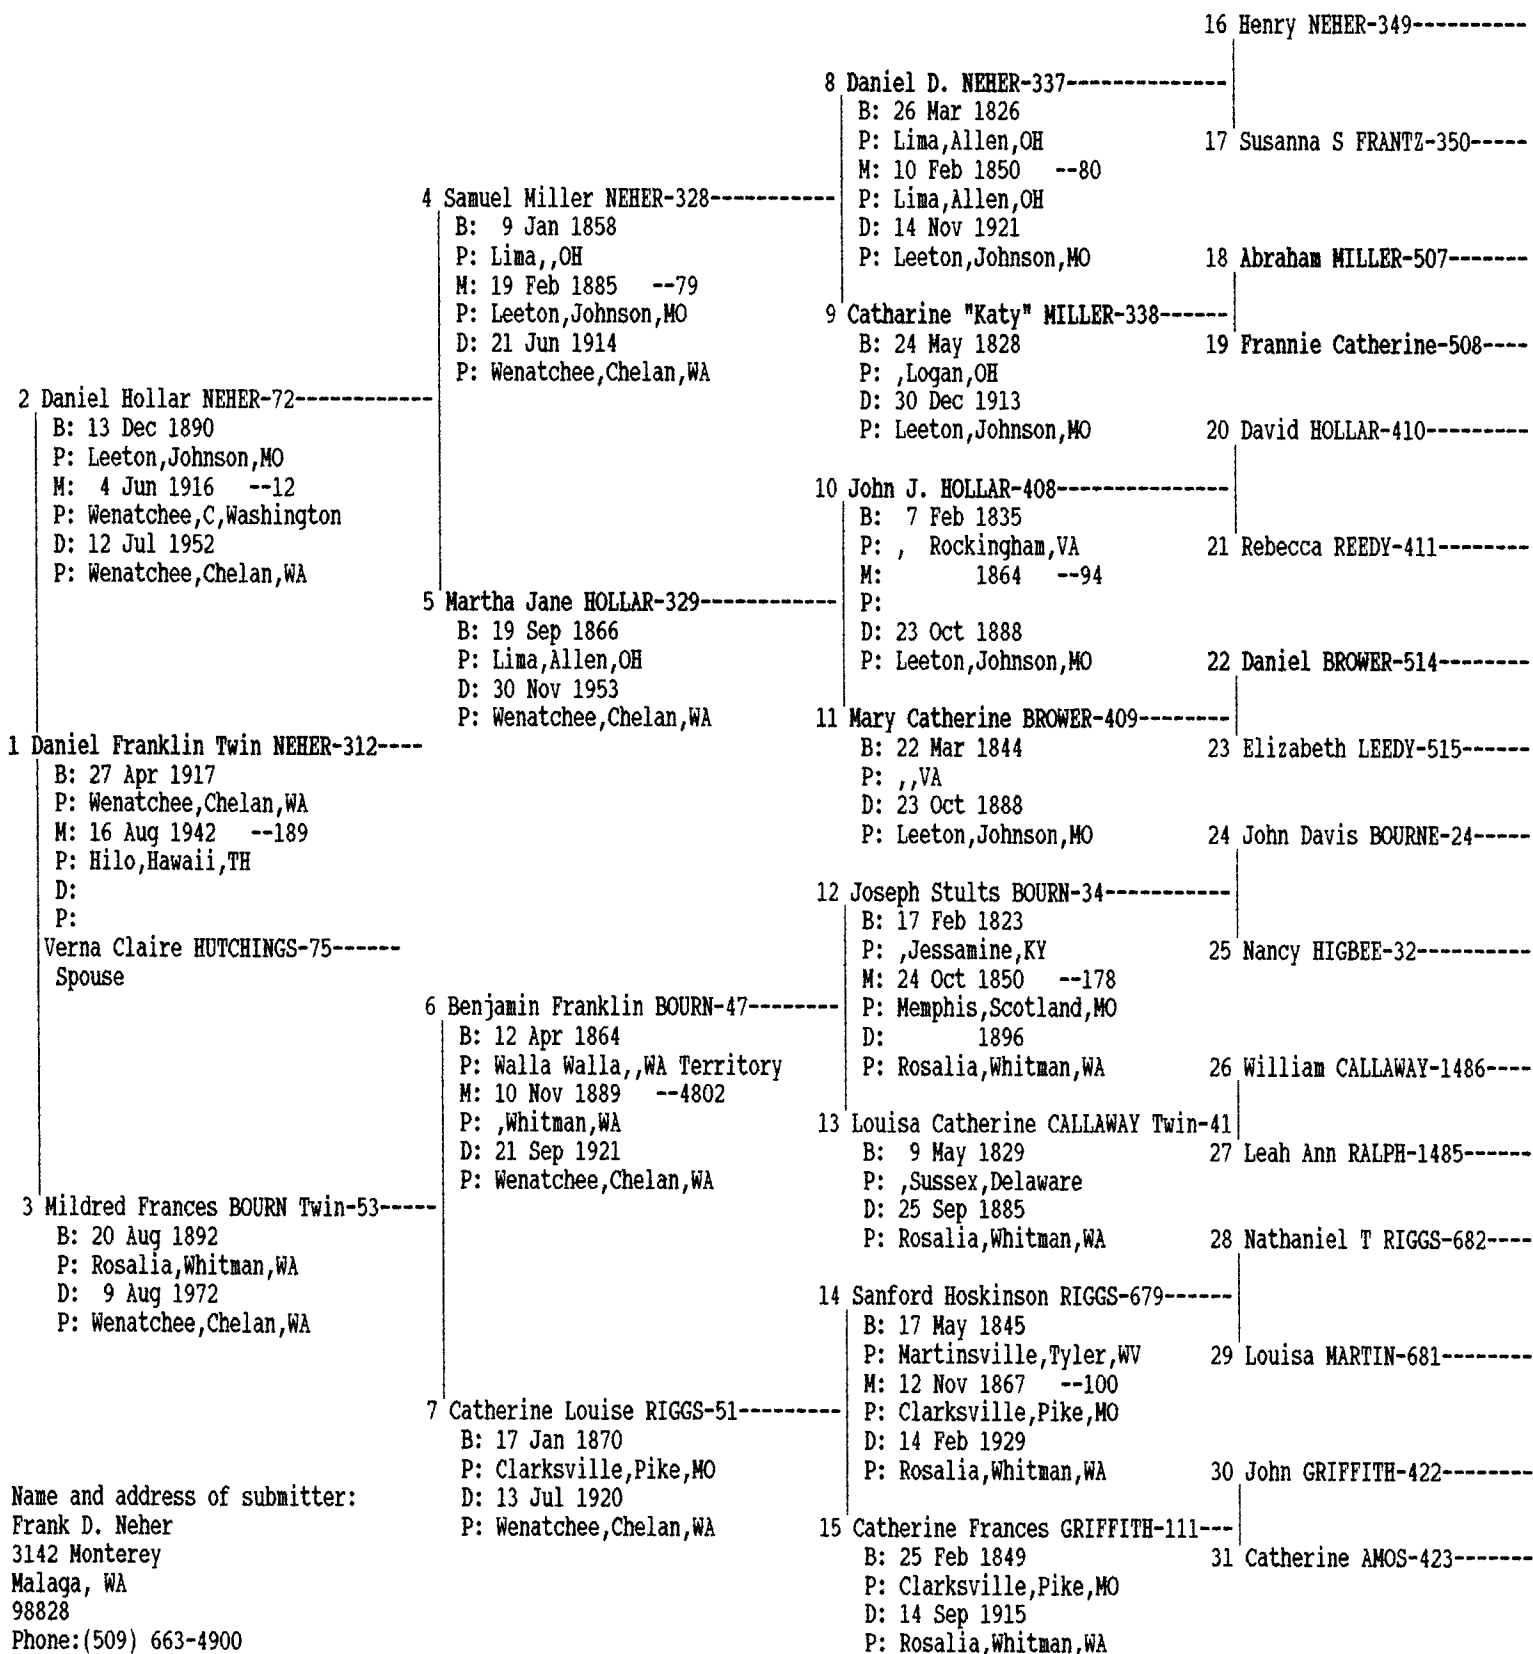 16 Henry NEHER-349----------
8 Daniel D. NEHER-337--------------
B: 26 Mar 1826
P: Lima,Allen,OH
17 Susanna S FRANTZ-350-----
M: 10 Feb 1850 --80
P: Lima,Allen,OH
D: 14 Nov 1921
P: Leeton,Johnson,MO
4 Samuel Miller NEHER-328-----------
B: 9 Jan 1858
P: Lima,,OH
M: 19 Feb 1885 --79
P: Leeton,Johnson,MO
D: 21 Jun 1914
P: Wenatchee,Chelan,WA
18 Abraham MILLER-507-------
9 Catharine "Katy" MILLER-338------
B: 24 May 1828
P: ,Logan,OH
D: 30 Dec 1913
P: Leeton,Johnson,MO
19 Frannie Catherine-508----
2 Daniel Hollar NEHER-72------------
B: 13 Dec 1890
P: Leeton,Johnson,MO
M: 4 Jun 1916 --12
P: Wenatchee,C,Washington
D: 12 Jul 1952
P: Wenatchee,Chelan,WA
20 David HOLLAR-410---------
10 John J. HOLLAR-408---------------
B: 7 Feb 1835
P: , Rockingham,VA
M: 1864 --94
P:
D: 23 Oct 1888
P: Leeton,Johnson,MO
21 Rebecca REEDY-411--------
5 Martha Jane HOLLAR-329------------
B: 19 Sep 1866
P: Lima,Allen,OH
D: 30 Nov 1953
P: Wenatchee,Chelan,WA
22 Daniel BROWER-514--------
11 Mary Catherine BROWER-409--------
B: 22 Mar 1844
P: ,,VA
D: 23 Oct 1888
P: Leeton,Johnson,MO
23 Elizabeth LEEDY-515------
1 Daniel Franklin Twin NEHER-312----
B: 27 Apr 1917
P: Wenatchee,Chelan,WA
M: 16 Aug 1942 --189
P: Hilo,Hawaii,TH
D:
P:
Verna Claire HUTCHINGS-75------
Spouse
24 John Davis BOURNE-24-----
12 Joseph Stults BOURN-34-----------
B: 17 Feb 1823
P: ,Jessamine,KY
M: 24 Oct 1850 --178
P: Memphis,Scotland,MO
D: 1896
P: Rosalia,Whitman,WA
25 Nancy HIGBEE-32----------
6 Benjamin Franklin BOURN-47--------
B: 12 Apr 1864
P: Walla Walla,,WA Territory
M: 10 Nov 1889 --4802
P: ,Whitman,WA
D: 21 Sep 1921
P: Wenatchee,Chelan,WA
26 William CALLAWAY-1486----
13 Louisa Catherine CALLAWAY Twin-41
B: 9 May 1829
P: ,Sussex,Delaware
D: 25 Sep 1885
P: Rosalia,Whitman,WA
27 Leah Ann RALPH-1485------
3 Mildred Frances BOURN Twin-53-----
B: 20 Aug 1892
P: Rosalia,Whitman,WA
D: 9 Aug 1972
P: Wenatchee,Chelan,WA
28 Nathaniel T RIGGS-682----
14 Sanford Hoskinson RIGGS-679------
B: 17 May 1845
P: Martinsville,Tyler,WV
M: 12 Nov 1867 --100
P: Clarksville,Pike,MO
D: 14 Feb 1929
P: Rosalia,Whitman,WA
29 Louisa MARTIN-681--------
7 Catherine Louise RIGGS-51---------
B: 17 Jan 1870
P: Clarksville,Pike,MO
D: 13 Jul 1920
P: Wenatchee,Chelan,WA
30 John GRIFFITH-422--------
15 Catherine Frances GRIFFITH-111---
B: 25 Feb 1849
P: Clarksville,Pike,MO
D: 14 Sep 1915
P: Rosalia,Whitman,WA
31 Catherine AMOS-423-------
Name and address of submitter:
Frank D. Neher
3142 Monterey
Malaga, WA
98828
Phone:(509) 663-4900